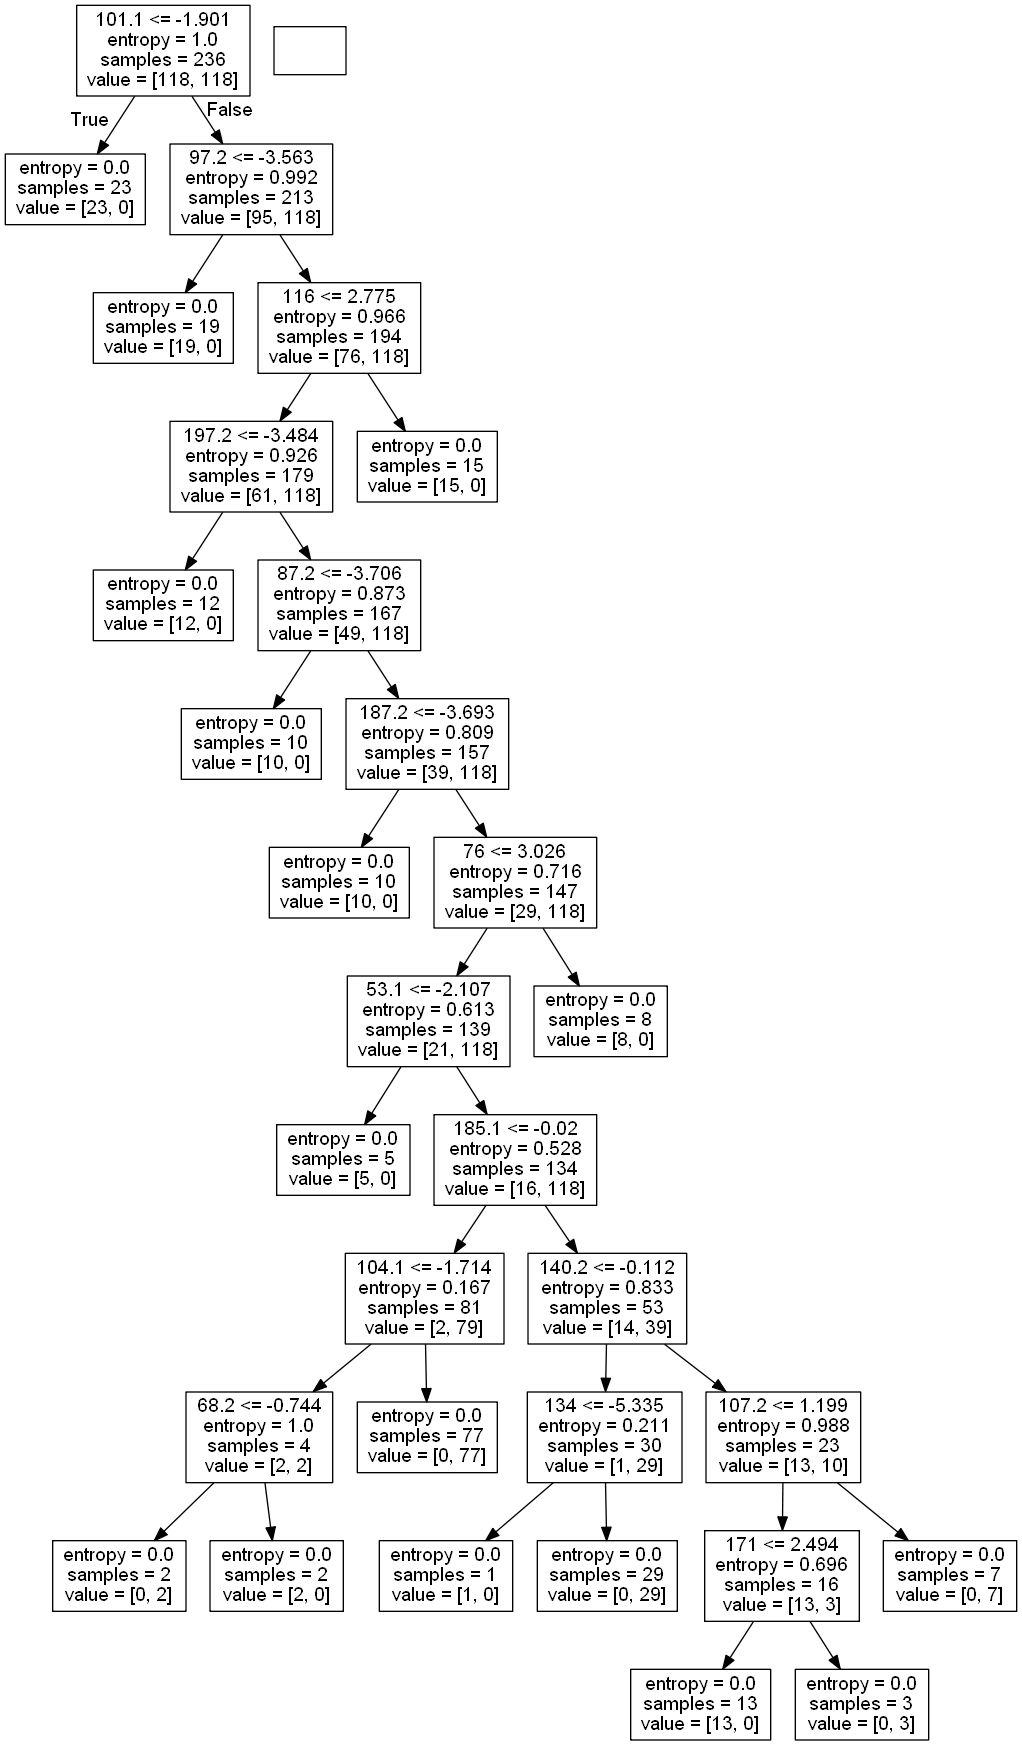 101.1 <= -1.901
entropy = 1.0
samples = 236
value = [118, 118]
True
False
entropy = 0.0
samples = 23
value = [23, 0]
97.2 <= -3.563
entropy = 0.992
samples = 213
value = [95, 118]
entropy = 0.0
samples = 19
value = [19, 0]
116 <= 2.775
entropy = 0.966
samples = 194
value = [76, 118]
197.2 <= -3.484
entropy = 0.926
samples = 179
value = [61, 118]
entropy = 0.0
samples = 15
value = [15, 0]
entropy = 0.0
samples = 12
value = [12, 0]
87.2 <= -3.706
entropy = 0.873
samples = 167
value = [49, 118]
entropy = 0.0
samples = 10
value = [10, 0]
187.2 <= -3.693
entropy = 0.809
samples = 157
value = [39, 118]
entropy = 0.0
samples = 10
value = [10, 0]
76 <= 3.026
entropy = 0.716
samples = 147
value = [29, 118]
53.1 <= -2.107
entropy = 0.613
samples = 139
value = [21, 118]
entropy = 0.0
samples = 8
value = [8, 0]
entropy = 0.0
samples = 5
value = [5, 0]
185.1 <= -0.02
entropy = 0.528
samples = 134
value = [16, 118]
104.1 <= -1.714
entropy = 0.167
samples = 81
value = [2, 79]
140.2 <= -0.112
entropy = 0.833
samples = 53
value = [14, 39]
68.2 <= -0.744
entropy = 1.0
samples = 4
value = [2, 2]
entropy = 0.0
samples = 77
value = [0, 77]
134 <= -5.335
entropy = 0.211
samples = 30
value = [1, 29]
107.2 <= 1.199
entropy = 0.988
samples = 23
value = [13, 10]
entropy = 0.0
samples = 2
value = [0, 2]
entropy = 0.0
samples = 2
value = [2, 0]
entropy = 0.0
samples = 1
value = [1, 0]
entropy = 0.0
samples = 29
value = [0, 29]
171 <= 2.494
entropy = 0.696
samples = 16
value = [13, 3]
entropy = 0.0
samples = 7
value = [0, 7]
entropy = 0.0
samples = 13
value = [13, 0]
entropy = 0.0
samples = 3
value = [0, 3]